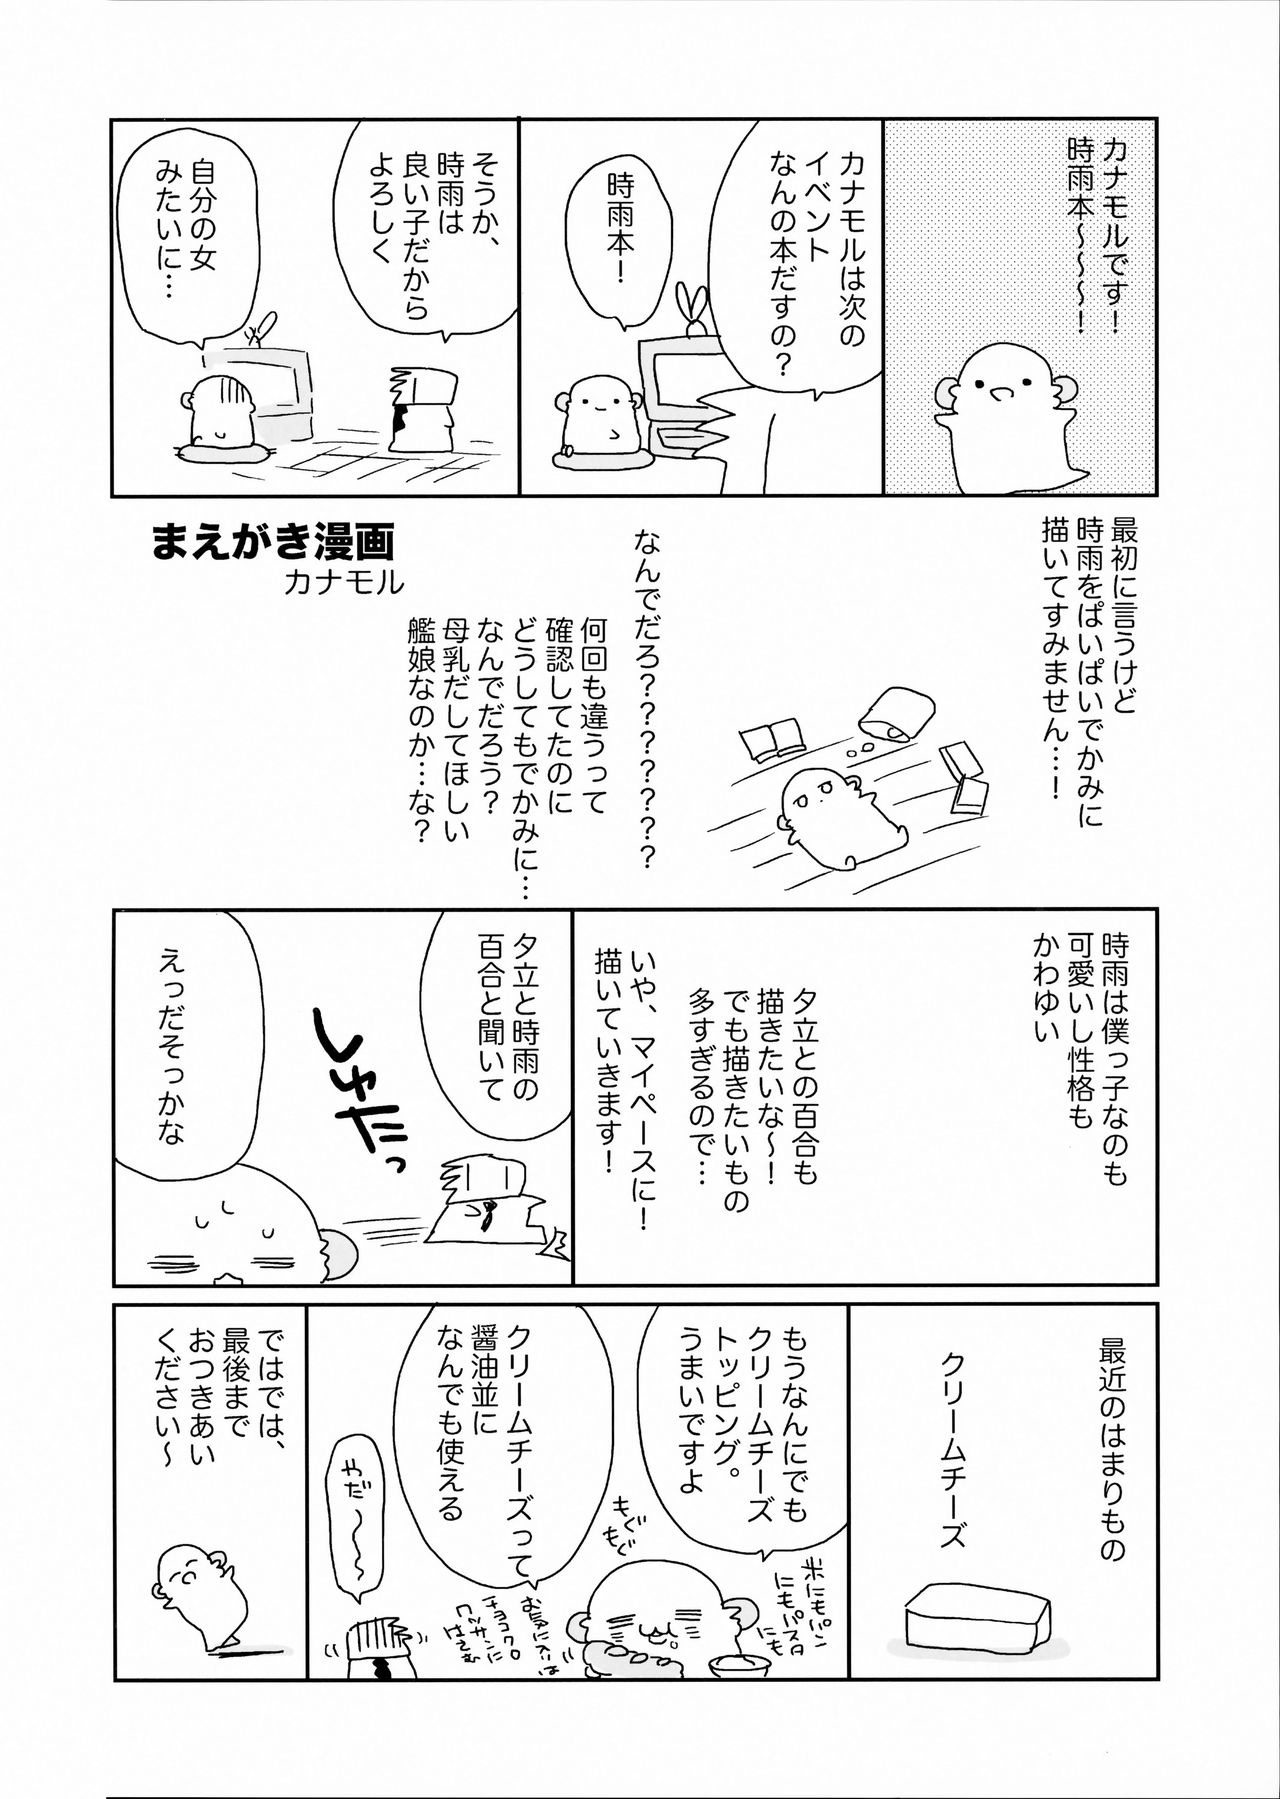 カナモルです！
時雨本～～～！
カナモルは次の
イベント
なんの本だすの？
時雨本！
そうか、
時雨は
良い子だから
よろしく
自分の女
みたいに…
まえがき漫画
カナモル
最初に言うけど
時雨をぱいぱいでかみに
描いてすみません…！
なんでだろ？？？？？？？？
何回も違うって
確認してたのに
どうしてもでかみに…
なんでだろう？
母乳だしてほしい
艦娘なのか…な？
時雨は僕っ子なのも
可愛いし性格も
かわゆい
夕立との百合も
描きたいな～！
でも描きたいもの
多すぎるので…
いや、マイペースに！
描いていきます！
夕立と時雨の
百合と聞いて
しゅたっ
えっだそっかな
最近のはまりもの
クリームチーズ
もうなんにでも
クリームチーズ
トッピング。
うまいですよ
米にもパン
にもパスタ
にも
もぐ
もぐ
クリームチーズって
醤油並に
なんでも使える
お気に入りは
チョコクロ
ワッサンに
はさむ
やだ～～～
ではでは、
最後まで
おつきあい
ください～